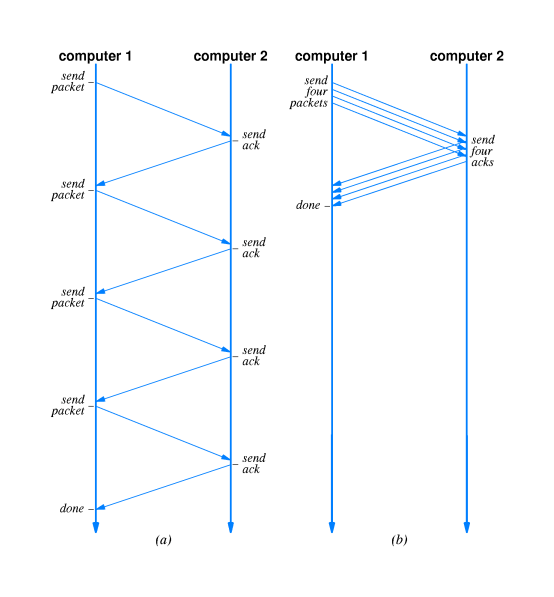 computer 1
computer 2
send
packet
send
ack
send
packet
send
ack
send
packet
send
ack
send
packet
send
ack
done
(a)
computer 1
computer 2
send
four
packets
send
four
acks
done
(b)